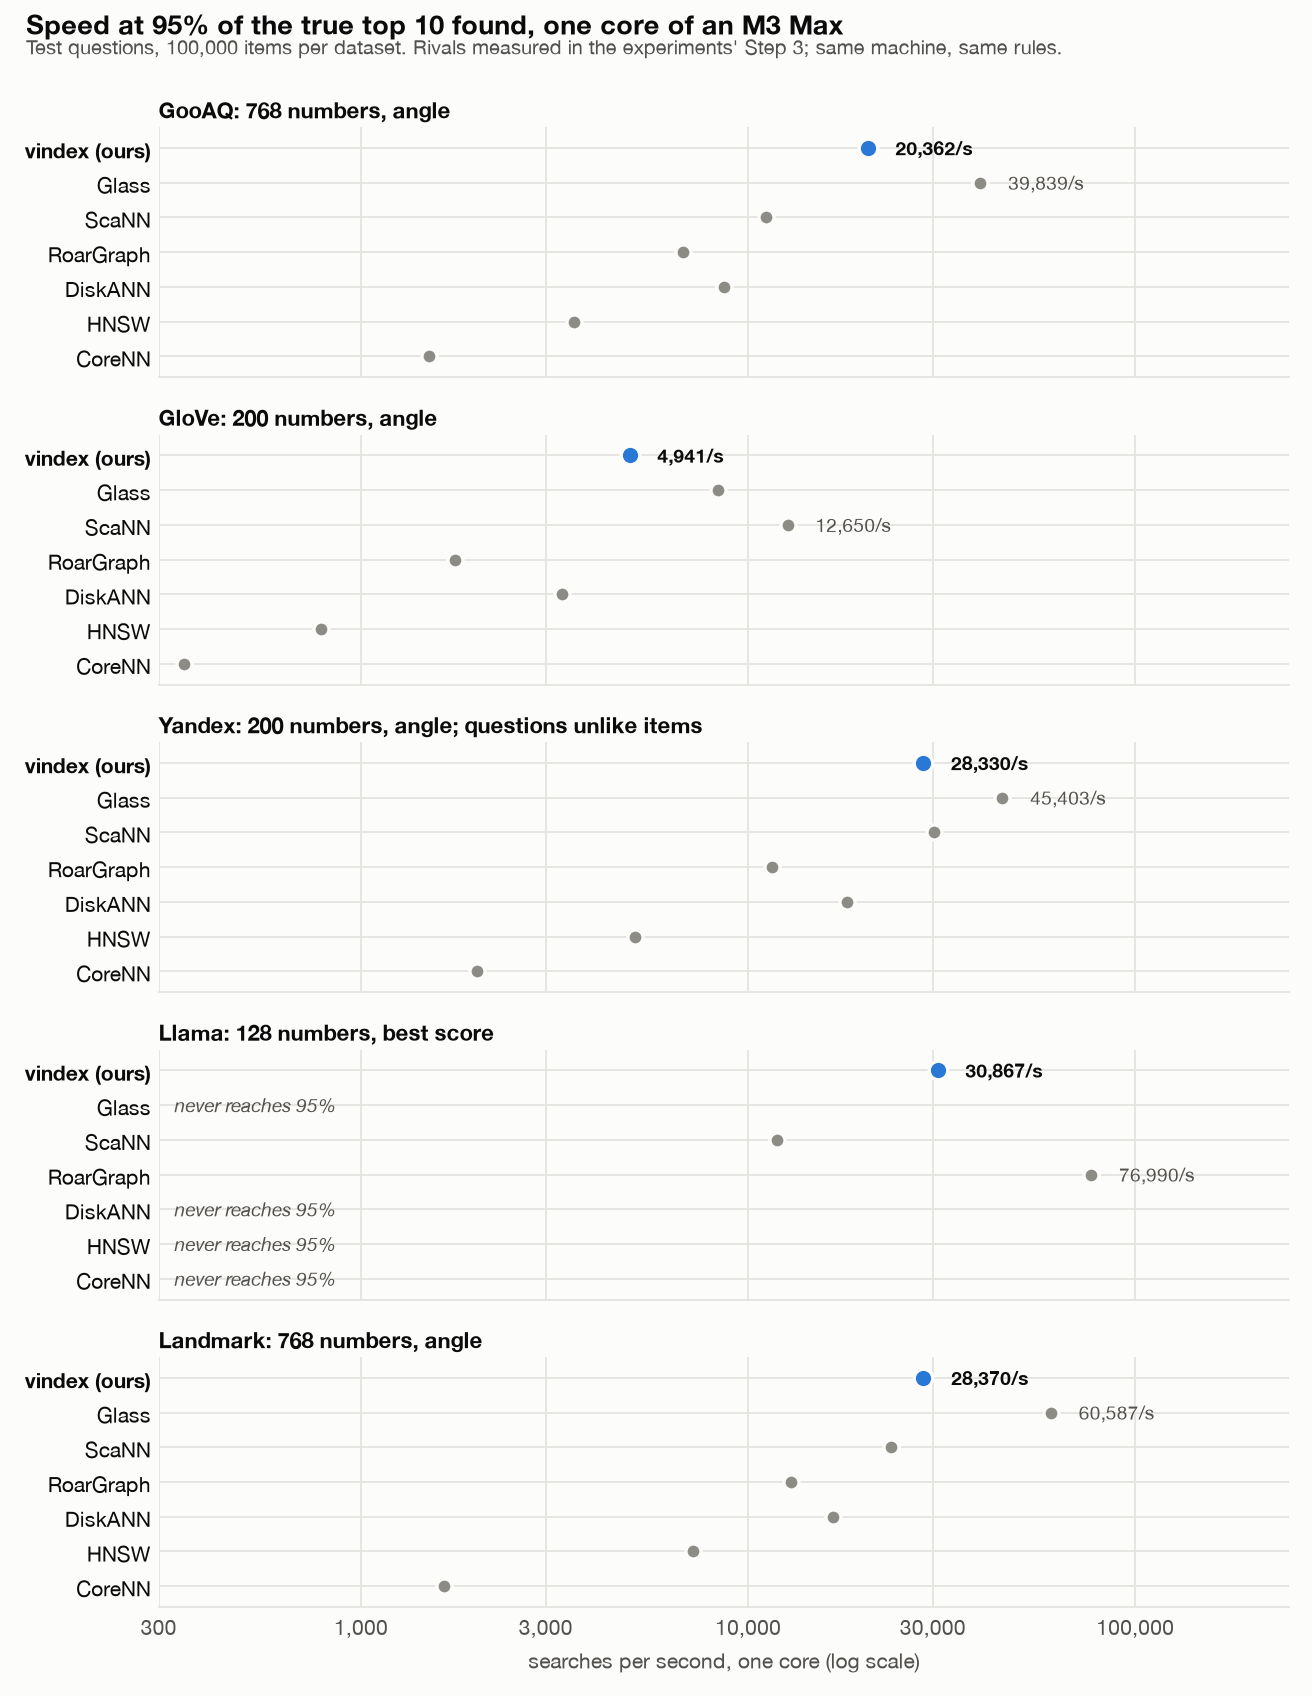 Speed at 95% of the true top 10 found, one core of an M3 Max
Test questions, 100,000 items per dataset. Rivals measured in the experiments' Step 3; same machine, same rules.
GooAQ: 768 numbers, angle
vindex (ours) 20,362/s
Glass 39,839/s
ScaNN
RoarGraph
DiskANN
HNSW
CoreNN
GloVe: 200 numbers, angle
vindex (ours) 4,941/s
Glass
ScaNN 12,650/s
RoarGraph
DiskANN
HNSW
CoreNN
Yandex: 200 numbers, angle; questions unlike items
vindex (ours) 28,330/s
Glass 45,403/s
ScaNN
RoarGraph
DiskANN
HNSW
CoreNN
Llama: 128 numbers, best score
vindex (ours) 30,867/s
Glass never reaches 95%
ScaNN
RoarGraph 76,990/s
DiskANN never reaches 95%
HNSW never reaches 95%
CoreNN never reaches 95%
Landmark: 768 numbers, angle
vindex (ours) 28,370/s
Glass 60,587/s
ScaNN
RoarGraph
DiskANN
HNSW
CoreNN
300 1,000 3,000 10,000 30,000 100,000
searches per second, one core (log scale)